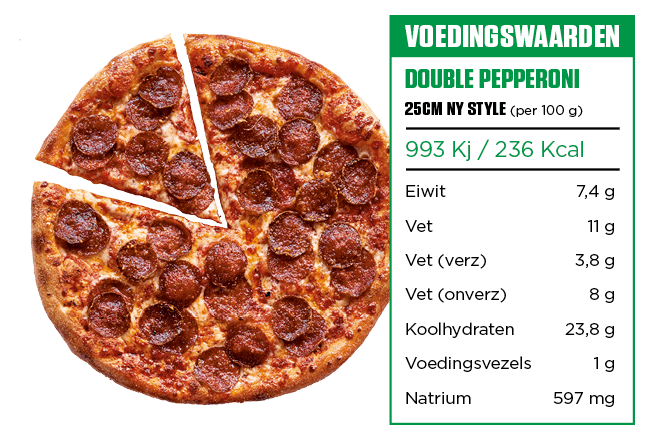 VOEDINGSWAARDEN
DOUBLE PEPPERONI
25CM NY STYLE (per 100 g)
993 Kj / 236 Kcal
Eiwit 7,4 g
Vet 11 g
Vet (verz) 3,8 g
Vet (onverz) 8 g
Koolhydraten 23,8 g
Voedingsvezels 1 g
Natrium 597 mg